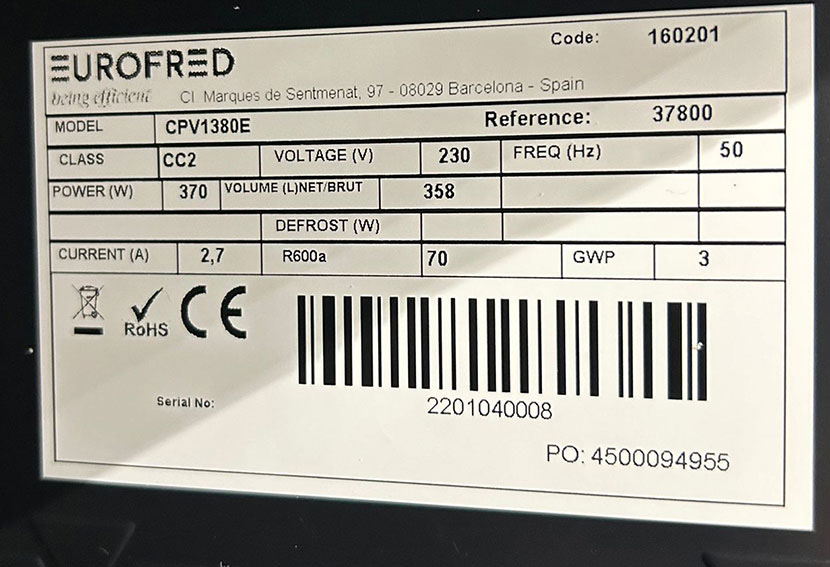 EUROFRED Code: 160201
being efficient Cl Marques de Sentmenat, 97 - 08029 Barcelona - Spain
MODEL CPV1380E Reference: 37800
CLASS CC2 VOLTAGE (V) 230 FREQ (Hz) 50
POWER (W) 370 VOLUME (L)NET/BRUT 358
DEFROST (W)
CURRENT (A) 2,7 R600a 70 GWP 3
RoHS CE
Serial No: 2201040008
PO: 4500094955